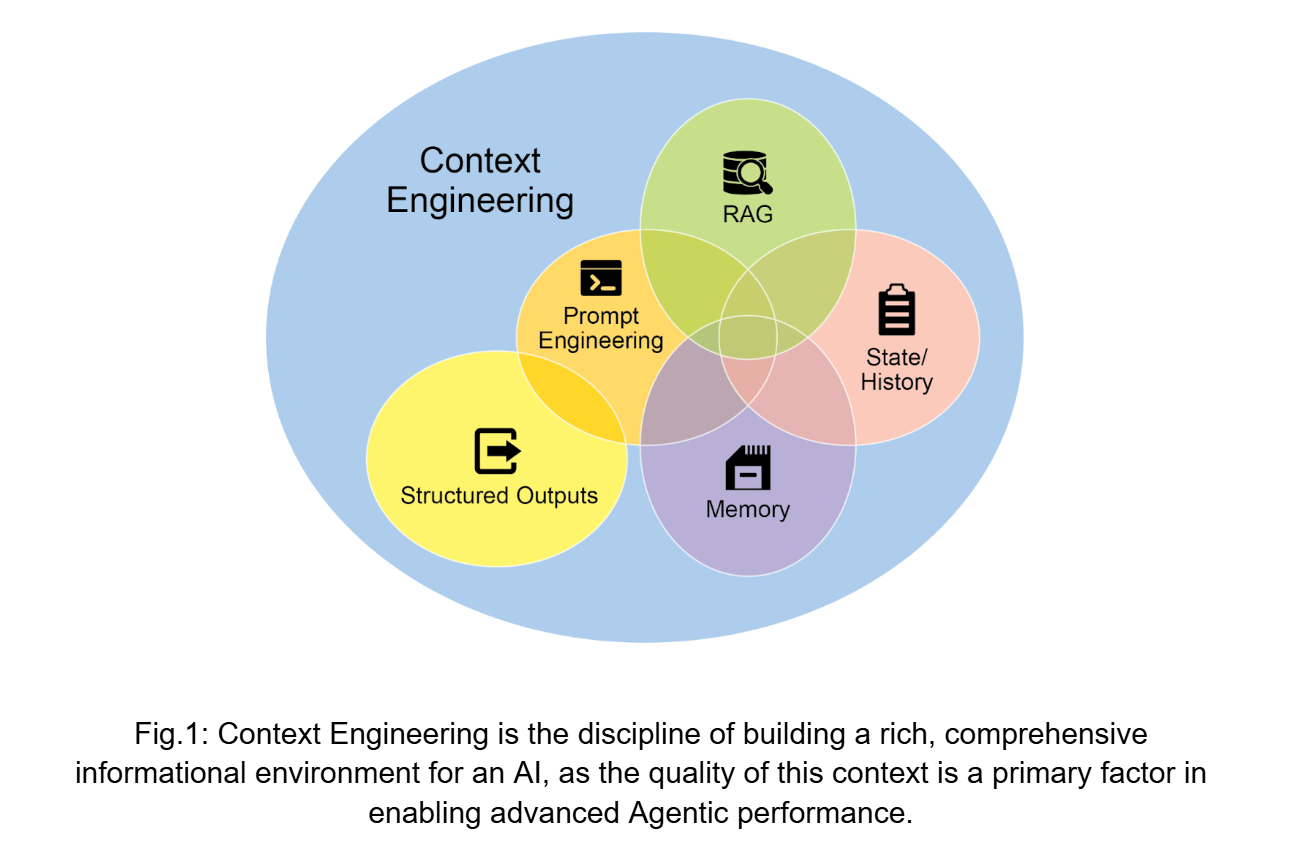 Context
Engineering
RAG
Prompt
Engineering
State/
History
Structured Outputs
Memory
Fig.1: Context Engineering is the discipline of building a rich, comprehensive
informational environment for an AI, as the quality of this context is a primary factor in
enabling advanced Agentic performance.